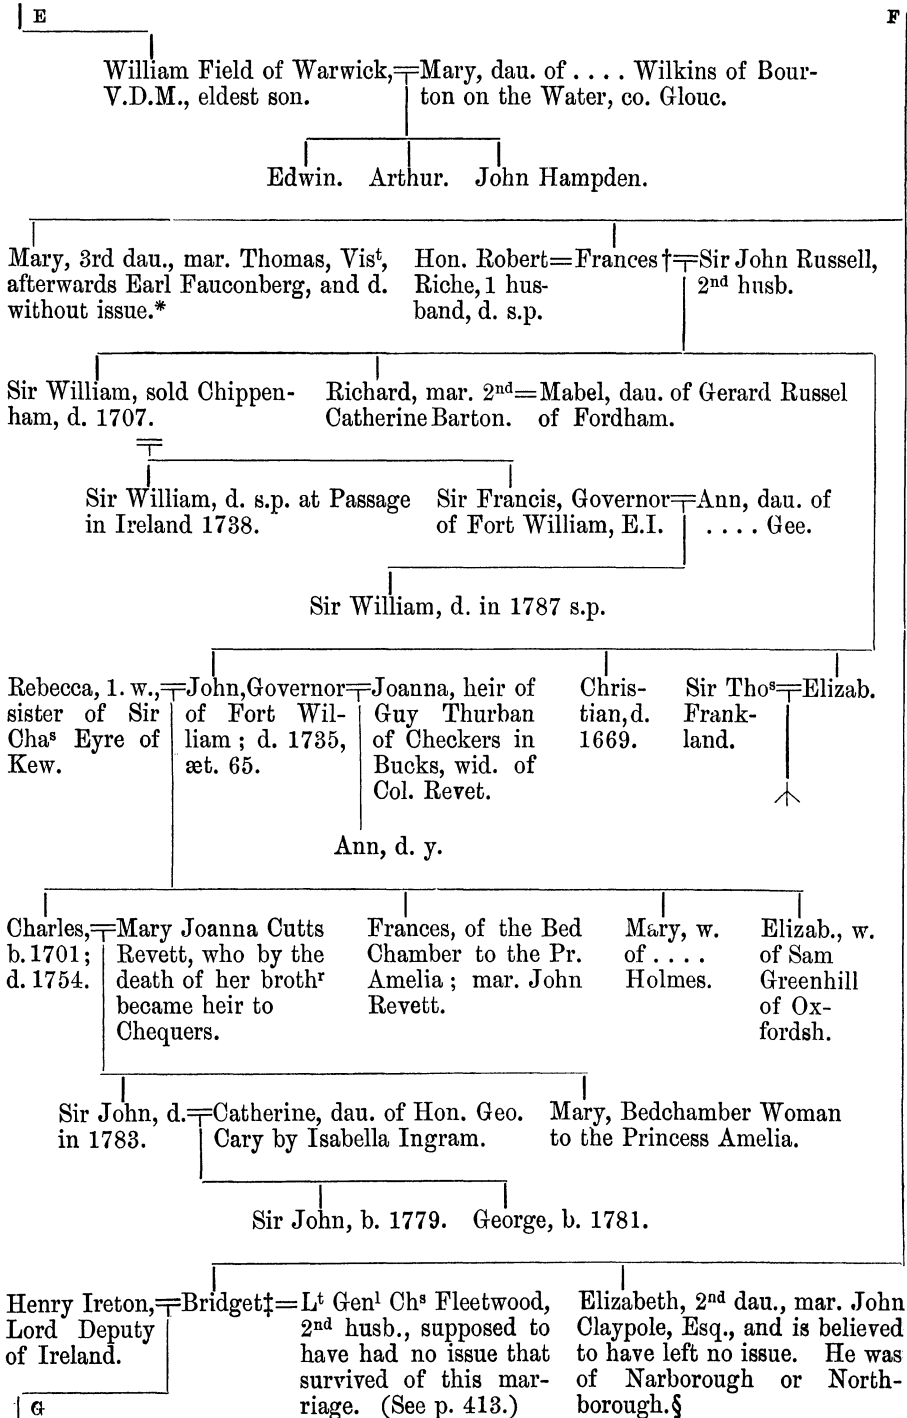 E F
William Field of Warwick, Mary, dau. of .... Wilkins of Bour-
V.D.M., eldest son. ton on the Water, co. Glouc.
Edwin. Arthur. John Hampden.
Mary, 3rd dau., mar. Thomas, Visᵗ,
afterwards Earl Fauconberg, and d.
without issue.*
Hon. Robert=Frances†
Riche, 1 hus-
band, d. s.p.
Sir John Russell,
2ⁿᵈ husb.
Sir William, sold Chippen-
ham, d. 1707.
Richard, mar. 2ⁿᵈ=Mabel, dau. of Gerard Russel
Catherine Barton. of Fordham.
Sir William, d. s.p. at Passage
in Ireland 1738.
Sir Francis, Governor
of Fort William, E.I.
Ann, dau. of
.... Gee.
Sir William, d. in 1787 s.p.
Rebecca, 1. w.,
sister of Sir
Chaˢ Eyre of
Kew.
John, Governor
of Fort Wil-
liam ; d. 1735,
æt. 65.
Joanna, heir of
Guy Thurban
of Checkers in
Bucks, wid. of
Col. Revet.
Chris-
tian, d.
1669.
Sir Thoˢ
Frank-
land.
Elizab.
Ann, d. y.
Charles,
b. 1701 ;
d. 1754.
Mary Joanna Cutts
Revett, who by the
death of her brothʳ
became heir to
Chequers.
Frances, of the Bed
Chamber to the Pr.
Amelia ; mar. John
Revett.
Mary, w.
of ....
Holmes.
Elizab., w.
of Sam
Greenhill
of Ox-
fordsh.
Sir John, d.
in 1783.
Catherine, dau. of Hon. Geo.
Cary by Isabella Ingram.
Mary, Bedchamber Woman
to the Princess Amelia.
Sir John, b. 1779. George, b. 1781.
Henry Ireton,
Lord Deputy
of Ireland.
Bridget‡=Lᵗ Genˡ Chˢ Fleetwood,
2ⁿᵈ husb., supposed to
have had no issue that
survived of this mar-
riage. (See p. 413.)
Elizabeth, 2ⁿᵈ dau., mar. John
Claypole, Esq., and is believed
to have left no issue. He was
of Narborough or North-
borough.§
G